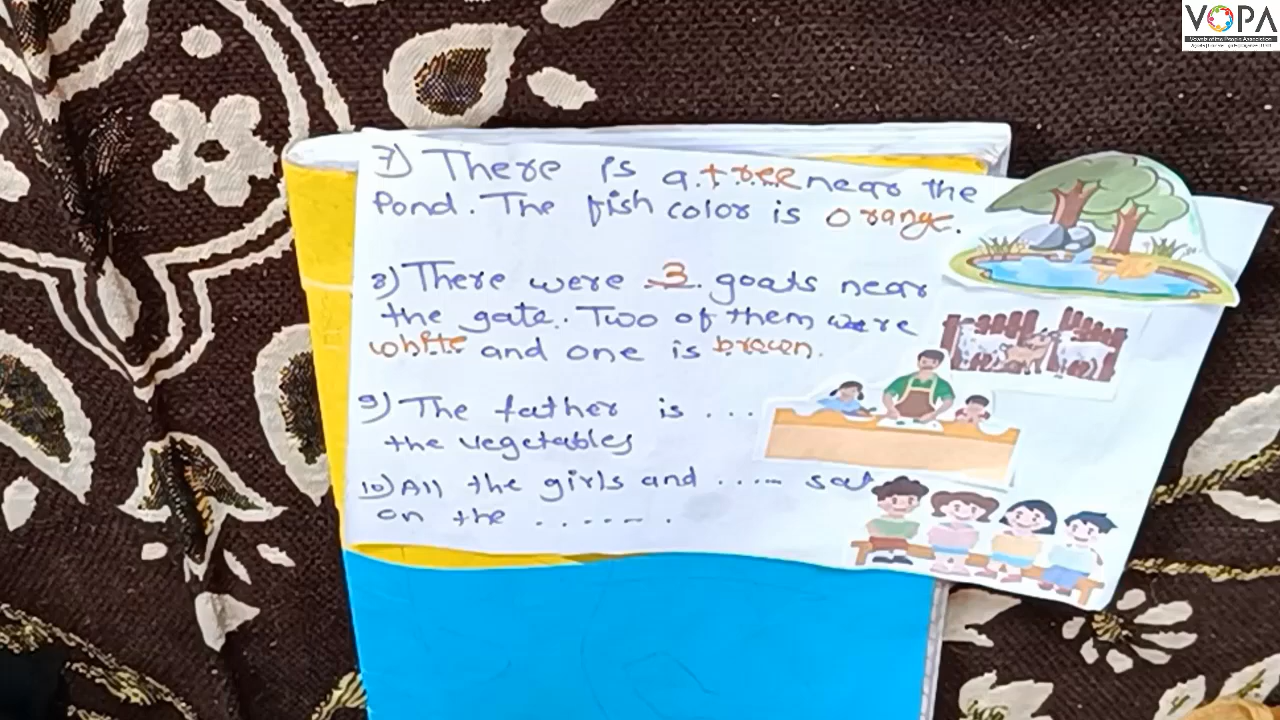 VOPA
7) There is a tree near the
Pond. The fish color is Orange.
8) There were 3 goats near
the gate. Two of them were
white and one is brown.
9) The father is ...
the vegetables
10) All the girls and ..... sat
on the ...... .